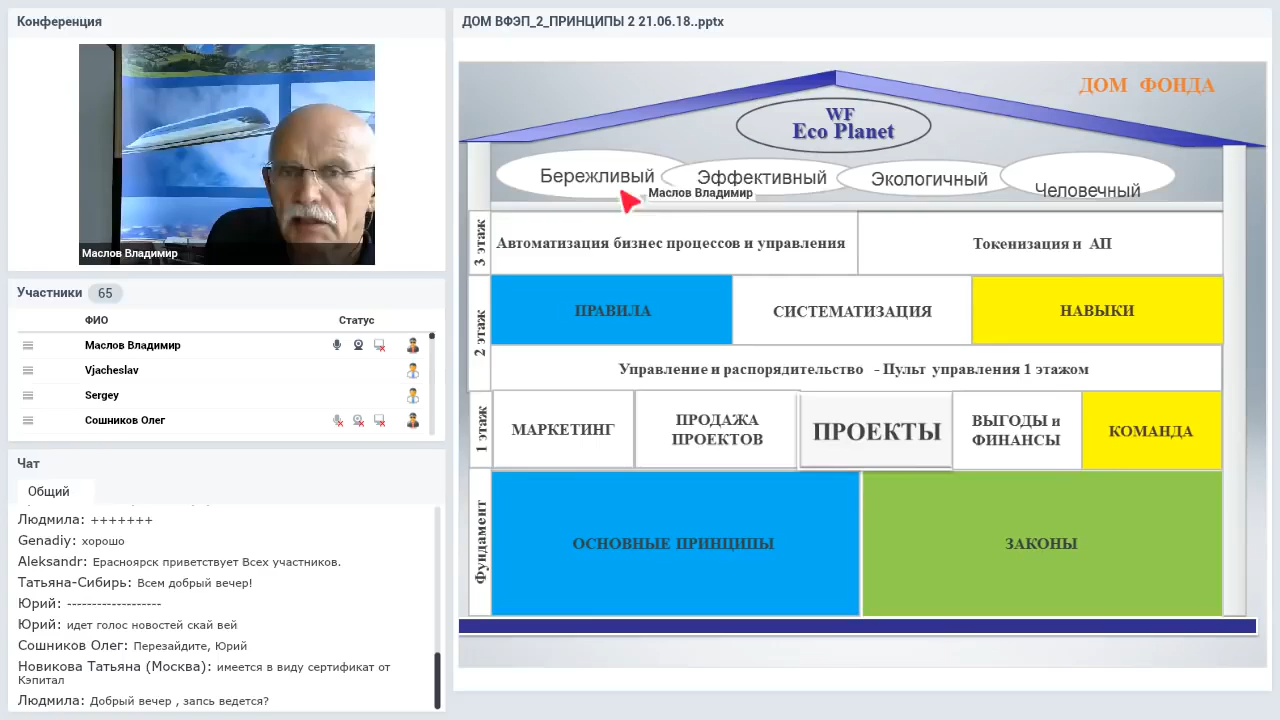 Конференция
Маслов Владимир
Участники 65
ФИО Статус
Маслов Владимир
Vjacheslav
Sergey
Сошников Олег
Чат
Общий
Людмила: +++++++
Genadiy: хорошо
Aleksandr: Ерасноярск приветствует Всех участников.
Татьяна-Сибирь: Всем добрый вечер!
Юрий: -------------------
Юрий: идет голос новостей скай вей
Сошников Олег: Перезайдите, Юрий
Новикова Татьяна (Москва): имеется в виду сертификат от
Кэпитал
Людмила: Добрый вечер , запсь ведется?
ДОМ ВФЭП_2_ПРИНЦИПЫ 2 21.06.18..pptx
ДОМ ФОНДА
WF
Eco Planet
Бережливый Эффективный Экологичный Человечный
Маслов Владимир
3 этаж
Автоматизация бизнес процессов и управления
Токенизация и АП
2 этаж
ПРАВИЛА
СИСТЕМАТИЗАЦИЯ
НАВЫКИ
Управление и распорядительство - Пульт управления 1 этажом
1 этаж
МАРКЕТИНГ
ПРОДАЖА
ПРОЕКТОВ
ПРОЕКТЫ
ВЫГОДЫ и
ФИНАНСЫ
КОМАНДА
Фундамент
ОСНОВНЫЕ ПРИНЦИПЫ
ЗАКОНЫ